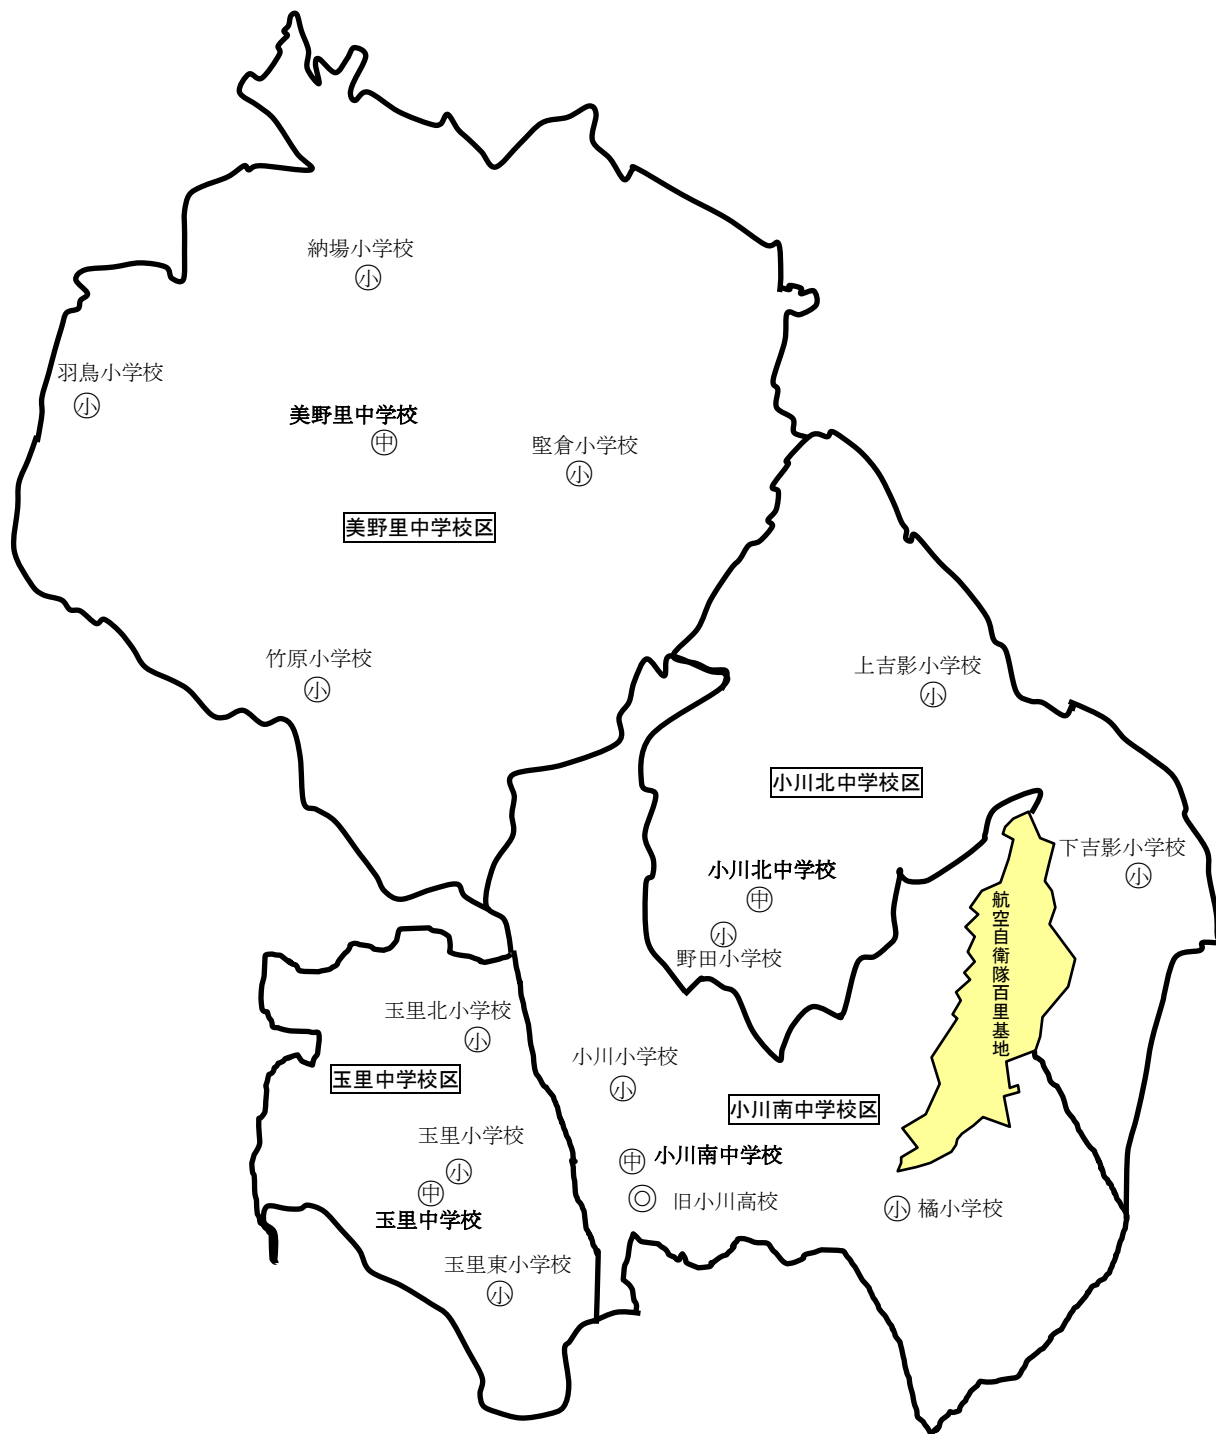 納場小学校
小
羽鳥小学校
小
美野里中学校
中
堅倉小学校
小
美野里中学校区
竹原小学校
小
上吉影小学校
小
小川北中学校区
下吉影小学校
小
小川北中学校
中
小
野田小学校
航空自衛隊百里基地
玉里北小学校
小
玉里中学校区
小川小学校
小
小川南中学校区
玉里小学校
小
中
玉里中学校
中 小川南中学校
旧小川高校
小 橘小学校
玉里東小学校
小